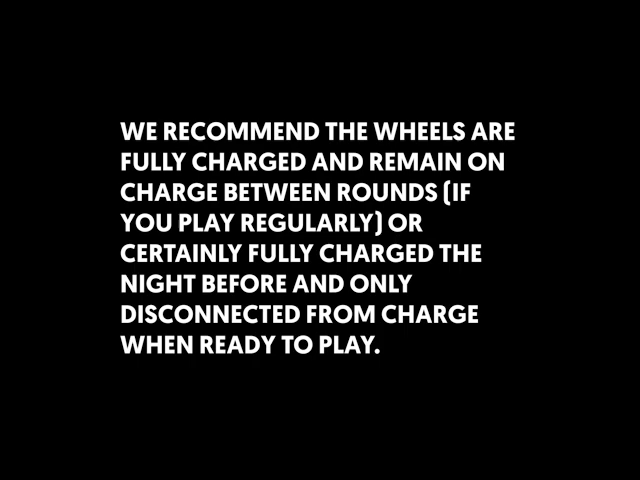 WE RECOMMEND THE WHEELS ARE
FULLY CHARGED AND REMAIN ON
CHARGE BETWEEN ROUNDS (IF
YOU PLAY REGULARLY) OR
CERTAINLY FULLY CHARGED THE
NIGHT BEFORE AND ONLY
DISCONNECTED FROM CHARGE
WHEN READY TO PLAY.